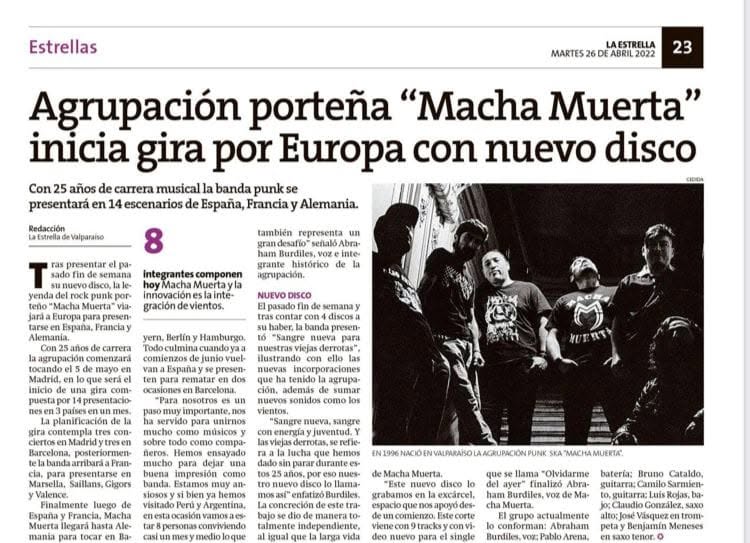 Estrellas
LA ESTRELLA
MARTES 26 DE ABRIL 2022
23
Agrupación porteña “Macha Muerta”
inicia gira por Europa con nuevo disco
Con 25 años de carrera musical la banda punk se
presentará en 14 escenarios de España, Francia y Alemania.
CEDIDA
Redacción
La Estrella de Valparaíso
Tras presentar el pa-
sado fin de semana
su nuevo disco, la le-
yenda del rock punk por-
teño “Macha Muerta” via-
jará a Europa para presen-
tarse en España, Francia y
Alemania.
Con 25 años de carrera
la agrupación comenzará
tocando el 5 de mayo en
Madrid, en lo que será el
inicio de una gira com-
puesta por 14 presentacio-
nes en 3 países en un mes.
La planificación de la
gira contempla tres con-
ciertos en Madrid y tres en
Barcelona, posteriormen-
te la banda arribará a Fran-
cia, para presentarse en
Marsella, Saillans, Gigors
y Valence.
Finalmente luego de
España y Francia, Macha
Muerta llegará hasta Ale-
mania para tocar en Ba-
8
integrantes componen
hoy Macha Muerta y la
innovación es la inte-
gración de vientos.
yern, Berlín y Hamburgo.
Todo culmina cuando ya a
comienzos de junio vuel-
van a España y se presen-
ten para rematar en dos
ocasiones en Barcelona.
“Para nosotros es un
paso muy importante, nos
ha servido para unirnos
mucho como músicos y
sobre todo como compa-
ñeros. Hemos ensayado
mucho para dejar una
buena impresión como
banda. Estamos muy an-
siosos y si bien ya hemos
visitado Perú y Argentina,
en esta ocasión vamos a es-
tar 8 personas conviviendo
casi un mes y medio lo que
también representa un
gran desafío” señaló Abra-
ham Burdiles, voz e inte-
grante histórico de la
agrupación.
NUEVO DISCO
El pasado fin de semana y
tras contar con 4 discos a
su haber, la banda presen-
tó “Sangre nueva para
nuestras viejas derrotas”,
ilustrando con ello las
nuevas incorporaciones
que ha tenido la agrupa-
ción, además de sumar
nuevos sonidos como los
vientos.
“Sangre nueva, sangre
con energía y juventud. Y
las viejas derrotas, se refie-
ra a la lucha que hemos
dado sin parar durante es-
tos 25 años, por eso nues-
tro nuevo disco lo llama-
mos así” enfatizó Burdiles.
La concreción de este tra-
bajo se dio de manera to-
talmente independiente,
al igual que la larga vida
MACHA
M
MUERTA
EN 1996 NACIÓ EN VALPARAÍSO LA AGRUPACIÓN PUNK SKA “MACHA MUERTA”.
de Macha Muerta.
“Este nuevo disco lo
grabamos en la excárcel,
espacio que nos apoyó des-
de un comienzo. Este corte
viene con 9 tracks y con vi-
deo nuevo para el single
que se llama “Olvidarme
del ayer” finalizó Abra-
ham Burdiles, voz de Ma-
cha Muerta.
El grupo actualmente
lo conforman: Abraham
Burdiles, voz; Pablo Arena,
batería; Bruno Cataldo,
guitarra; Camilo Sarmien-
to, guitarra; Luis Rojas, ba-
jo; Claudio González, saxo
alto; José Vásquez en trom-
peta y Benjamín Meneses
en saxo tenor.